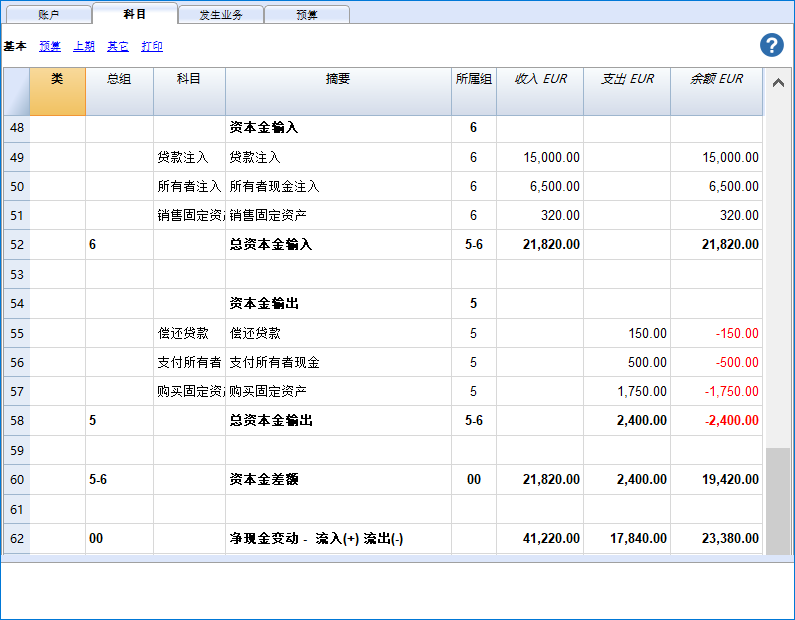 账户 科目 发生业务 预算
基本 预算 上期 其它 打印 ?
类 总组 科目 摘要 所属组 收入 EUR 支出 EUR 余额 EUR
48 资本金输入 6
49 贷款注入 贷款注入 6 15,000.00 15,000.00
50 所有者注入 所有者现金注入 6 6,500.00 6,500.00
51 销售固定资产 销售固定资产 6 320.00 320.00
52 6 总资本金输入 5-6 21,820.00 21,820.00
53
54 资本金输出 5
55 偿还贷款 偿还贷款 5 150.00 -150.00
56 支付所有者 支付所有者现金 5 500.00 -500.00
57 购买固定资产 购买固定资产 5 1,750.00 -1,750.00
58 5 总资本金输出 5-6 2,400.00 -2,400.00
59
60 5-6 资本金差额 00 21,820.00 2,400.00 19,420.00
61
62 00 净现金变动 - 流入(+) 流出(-) 41,220.00 17,840.00 23,380.00